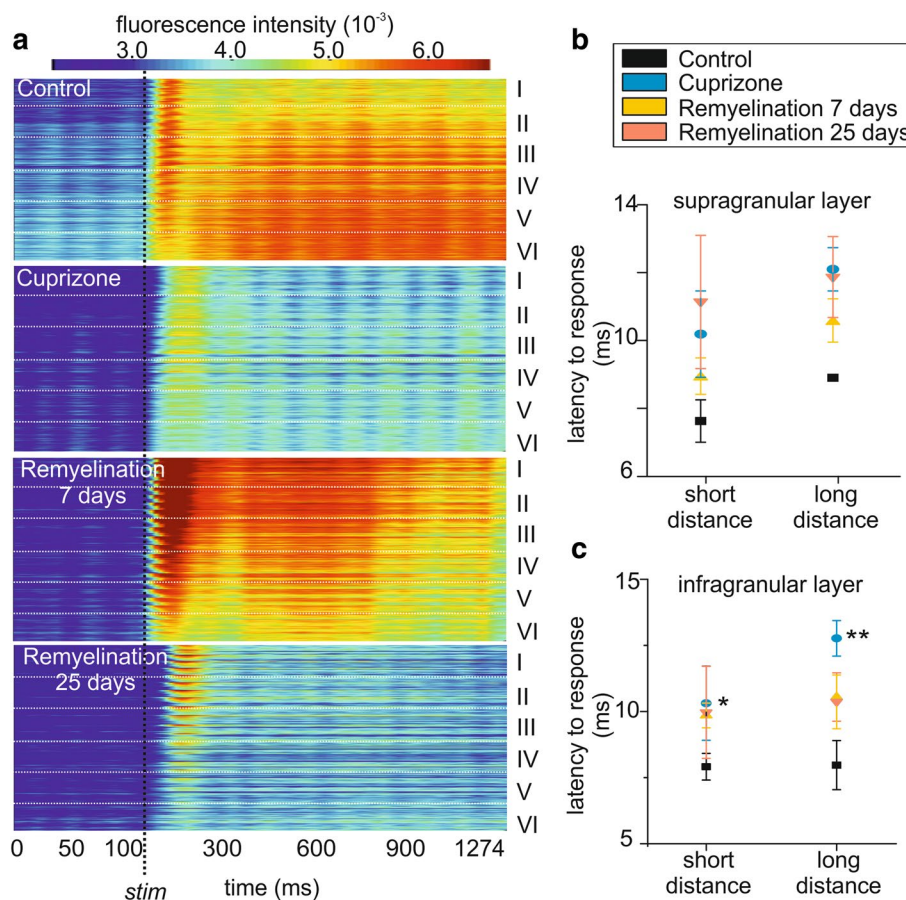 a
fluorescence intensity (10⁻³)
3.0 4.0 5.0 6.0
Control
I
II
III
IV
V
VI
Cuprizone
I
II
III
IV
V
VI
Remyelination
7 days
I
II
III
IV
V
VI
Remyelination
25 days
I
II
III
IV
V
VI
0 50 100 300 600 900 1274
stim
time (ms)
b
Control
Cuprizone
Remyelination 7 days
Remyelination 25 days
supragranular layer
latency to response
(ms)
14
10
6
short
distance
long
distance
c
infragranular layer
latency to response
(ms)
15
10
5
*
**
short
distance
long
distance